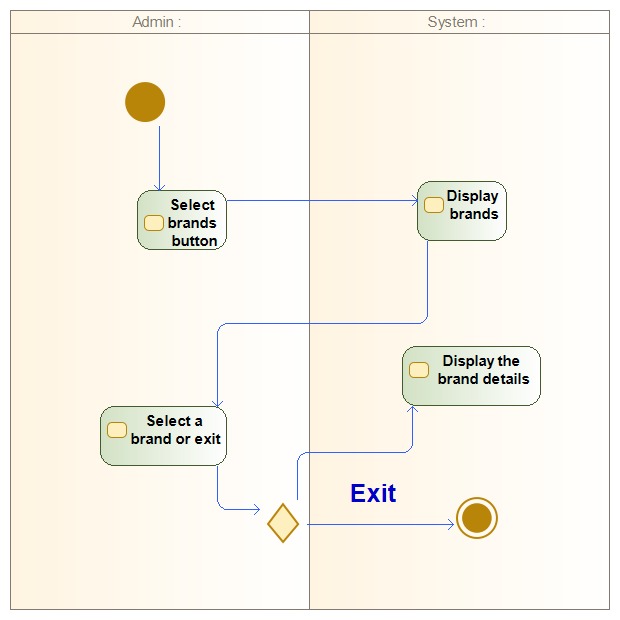 Admin :
System :
Select
brands
button
Display
brands
Display the
brand details
Select a
brand or exit
Exit